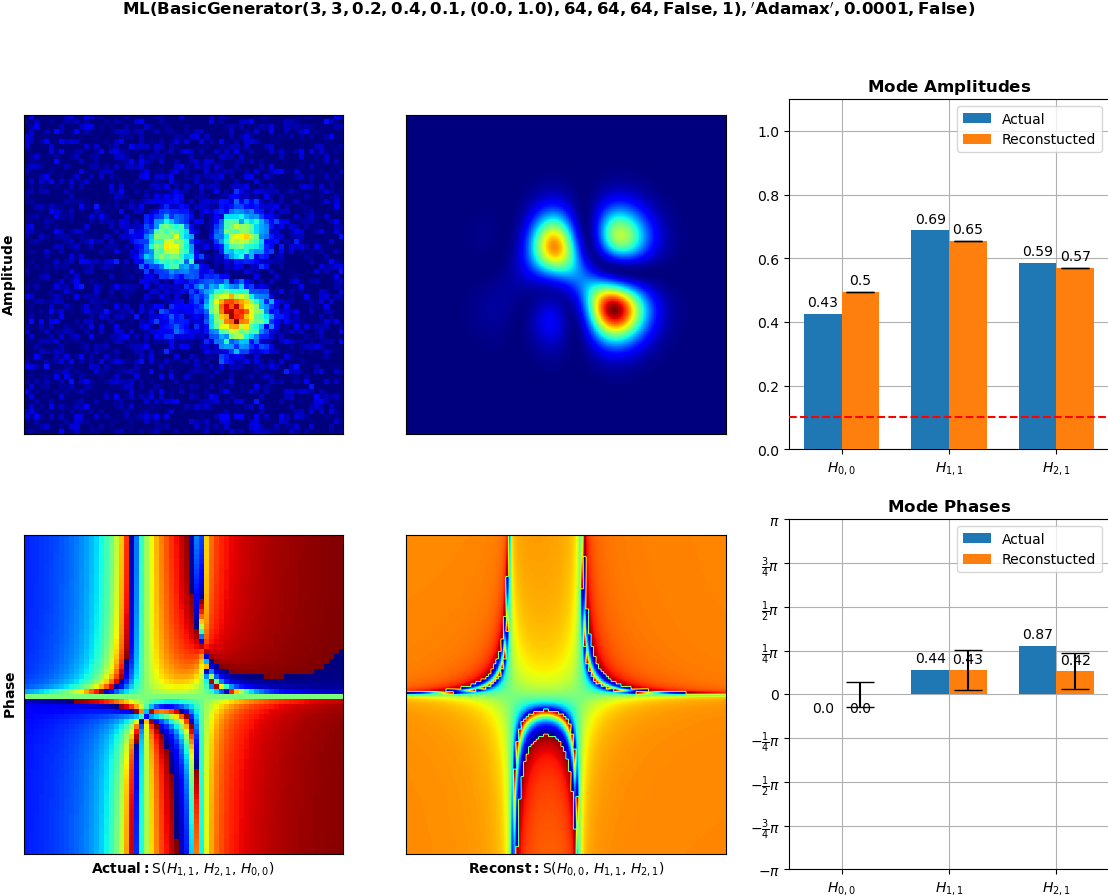 ML(BasicGenerator(3, 3, 0.2, 0.4, 0.1, (0.0, 1.0), 64, 64, 64, False, 1), ′Adamax′, 0.0001, False)
Amplitude
Mode Amplitudes
Actual
Reconstucted
1.0
0.8
0.6
0.4
0.2
0.0
0.43
0.5
0.69
0.65
0.59
0.57
H0,0
H1,1
H2,1
Phase
Actual: S(H1,1, H2,1, H0,0)
Reconst: S(H0,0, H1,1, H2,1)
Mode Phases
Actual
Reconstucted
π
3/4π
1/2π
1/4π
0
−1/4π
−1/2π
−3/4π
−π
0.0
0.0
0.44
0.43
0.87
0.42
H0,0
H1,1
H2,1